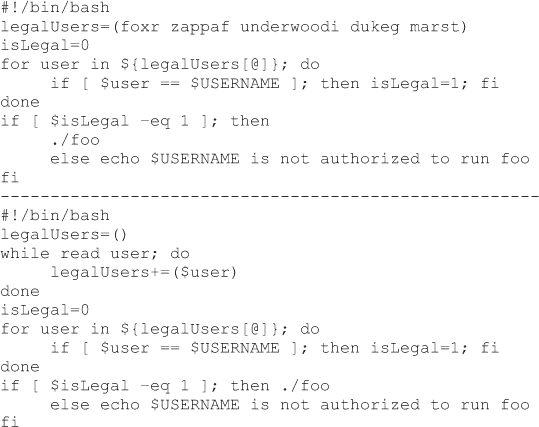 #!/bin/bash
legalUsers=(foxr zappaf underwoodi dukeg marst)
isLegal=0
for user in ${legalUsers[@]}; do
     if [ $user == $USERNAME ]; then isLegal=1; fi
done
if [ $isLegal -eq 1 ]; then
     ./foo
     else echo $USERNAME is not authorized to run foo
fi
------------------------------------------------------
#!/bin/bash
legalUsers=()
while read user; do
     legalUsers+=($user)
done
isLegal=0
for user in ${legalUsers[@]}; do
     if [ $user == $USERNAME ]; then isLegal=1; fi
done
if [ $isLegal -eq 1 ]; then ./foo
     else echo $USERNAME is not authorized to run foo
fi